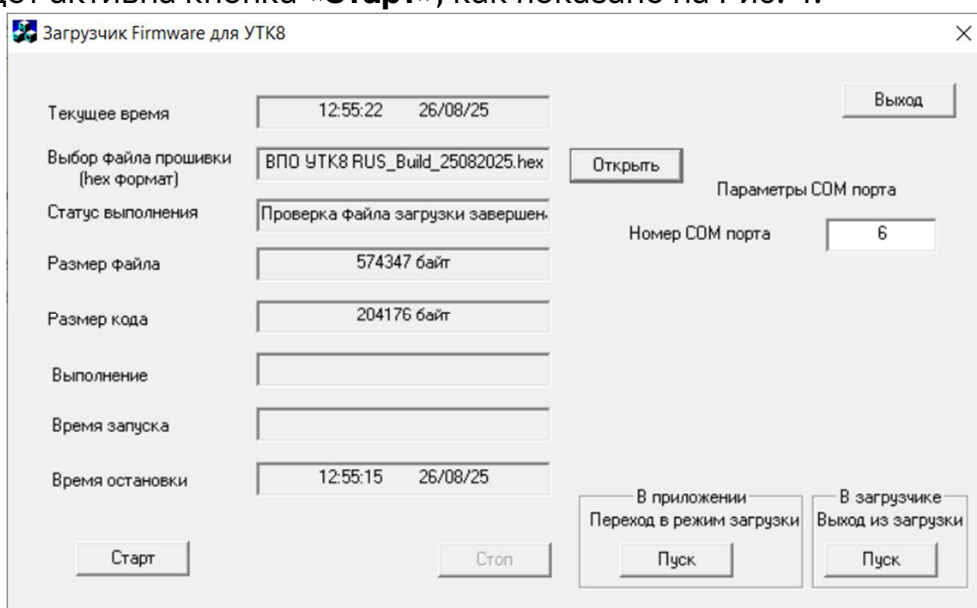 дет активна кнопка «Старт», как показано на Рис. 4.
Загрузчик Firmware для УТК8
Текущее время
12:55:22 26/08/25
Выход
Выбор файла прошивки
(hex формат)
ВПО УТК8 RUS_Build_25082025.hex
Открыть
Параметры COM порта
Статус выполнения
Проверка файла загрузки завершен
Номер COM порта
6
Размер файла
574347 байт
Размер кода
204176 байт
Выполнение
Время запуска
Время остановки
12:55:15 26/08/25
В приложении
Переход в режим загрузки
Пуск
В загрузчике
Выход из загрузки
Пуск
Старт
Стоп